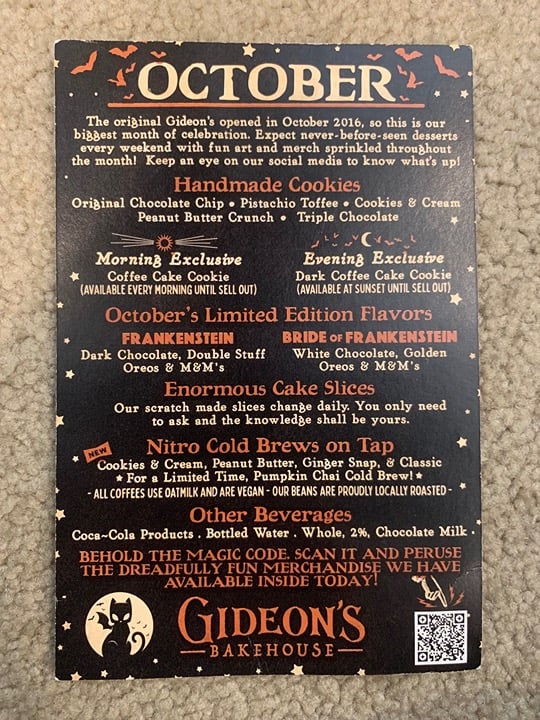 OCTOBER
The original Gideon's opened in October 2016, so this is our
biggest month of celebration. Expect never-before-seen desserts
every weekend with fun art and merch sprinkled throughout
the month! Keep an eye on our social media to know what's up!
Handmade Cookies
Original Chocolate Chip • Pistachio Toffee • Cookies & Cream
Peanut Butter Crunch • Triple Chocolate
Morning Exclusive
Coffee Cake Cookie
(AVAILABLE EVERY MORNING UNTIL SELL OUT)
Evening Exclusive
Dark Coffee Cake Cookie
(AVAILABLE AT SUNSET UNTIL SELL OUT)
October's Limited Edition Flavors
FRANKENSTEIN
Dark Chocolate, Double Stuff
Oreos & M&M's
BRIDE OF FRANKENSTEIN
White Chocolate, Golden
Oreos & M&M's
Enormous Cake Slices
Our scratch made slices change daily. You only need
to ask and the knowledge shall be yours.
NEW
Nitro Cold Brews on Tap
Cookies & Cream, Peanut Butter, Ginger Snap, & Classic
★ For a Limited Time, Pumpkin Chai Cold Brew! ★
- ALL COFFEES USE OATMILK AND ARE VEGAN - OUR BEANS ARE PROUDLY LOCALLY ROASTED -
Other Beverages
Coca~Cola Products . Bottled Water . Whole, 2%, Chocolate Milk
BEHOLD THE MAGIC CODE. SCAN IT AND PERUSE
THE DREADFULLY FUN MERCHANDISE WE HAVE
AVAILABLE INSIDE TODAY!
GIDEON'S
BAKEHOUSE